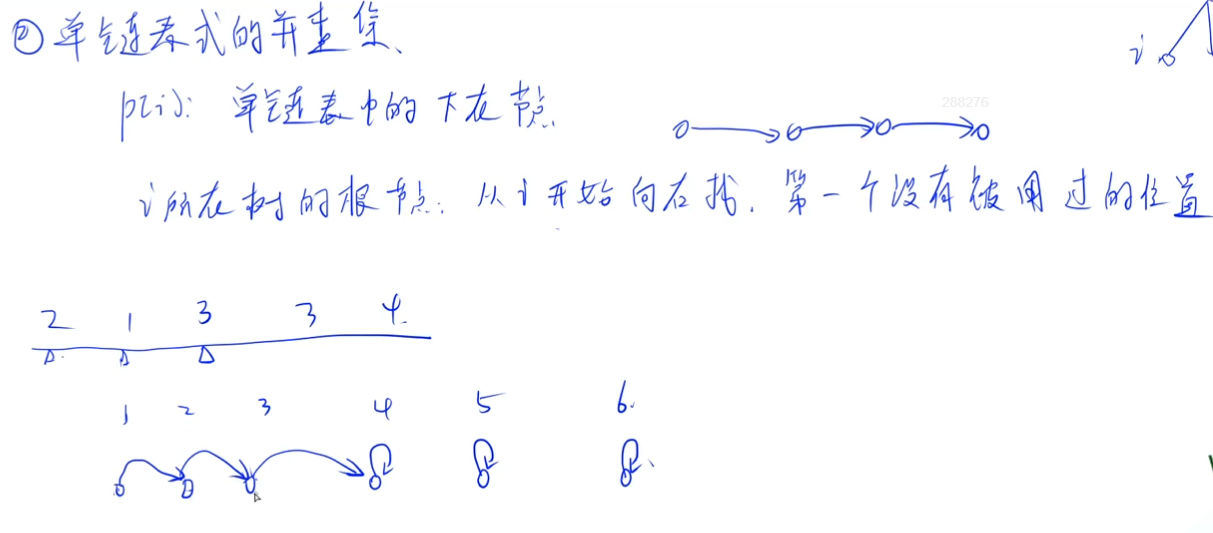 ② 单链表式的并查集、
i
p(i): 单链表中的下在节点.
288276
i所在树的根节点: 从i开始向右找. 第一个没有被用过的位置
2 1 3 3 4
1 2 3 4 5 6.